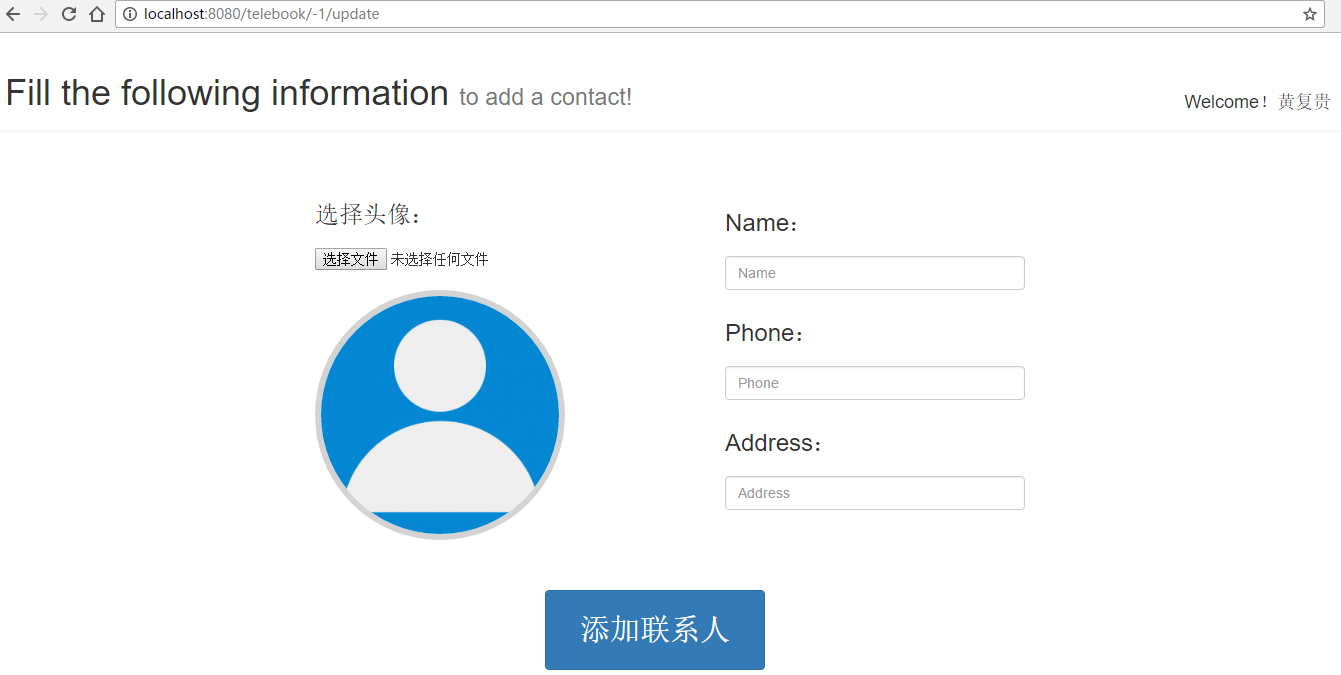 localhost:8080/telebook/-1/update
Fill the following information to add a contact!
Welcome！黄复贵
选择头像：
选择文件 未选择任何文件
Name：
Name
Phone：
Phone
Address：
Address
添加联系人